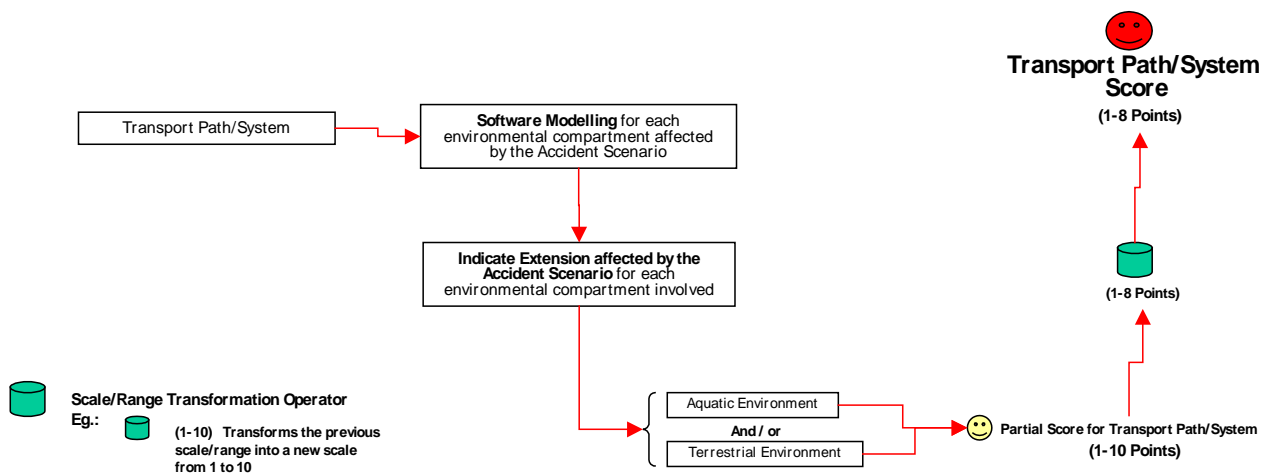 Transport Path/System
Score
(1-8 Points)
Transport Path/System
Software Modelling for each
environmental compartment affected
by the Accident Scenario
Indicate Extension affected by the
Accident Scenario for each
environmental compartment involved
(1-8 Points)
Scale/Range Transformation Operator
Eg.:
(1-10) Transforms the previous
scale/range into a new scale
from 1 to 10
Aquatic Environment
And / or
Terrestrial Environment
Partial Score for Transport Path/System
(1-10 Points)